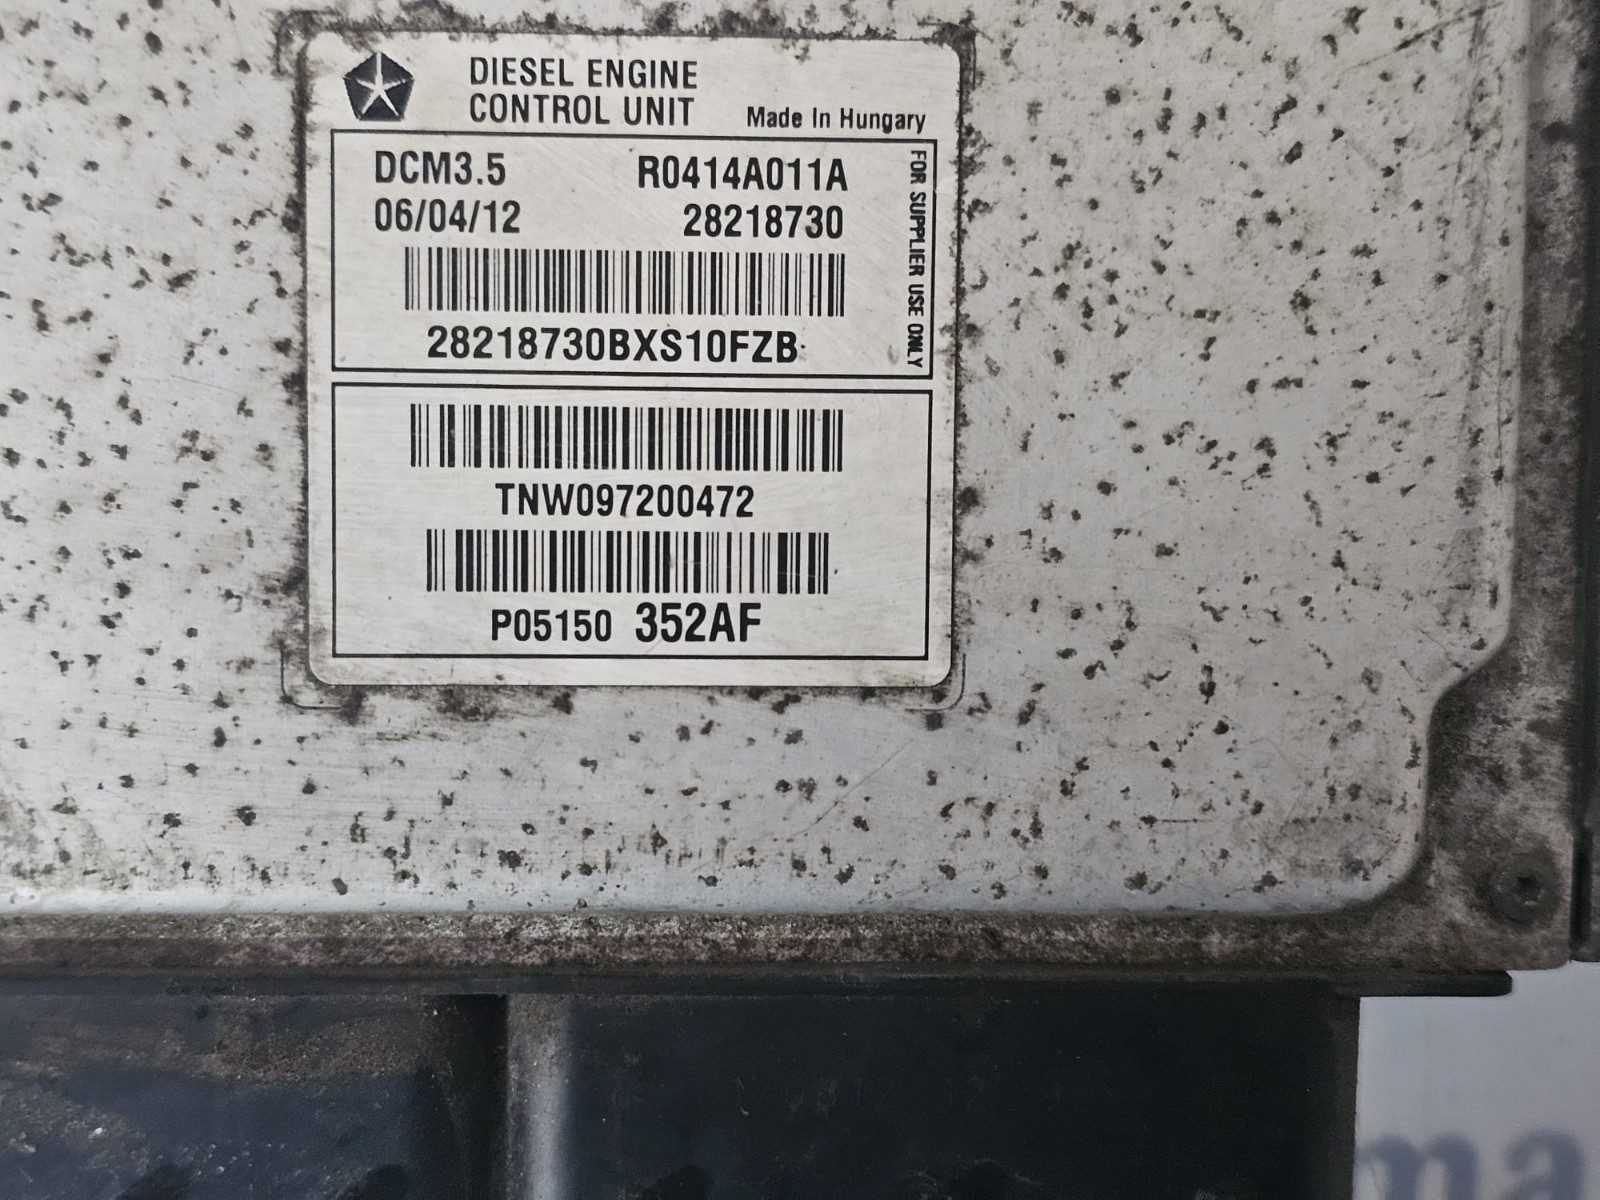 DIESEL ENGINE
CONTROL UNIT
Made In Hungary
DCM3.5 R0414A011A
06/04/12 28218730
28218730BXS10FZB
FOR SUPPLIER USE ONLY
TNW097200472
P05150 352AF
ma